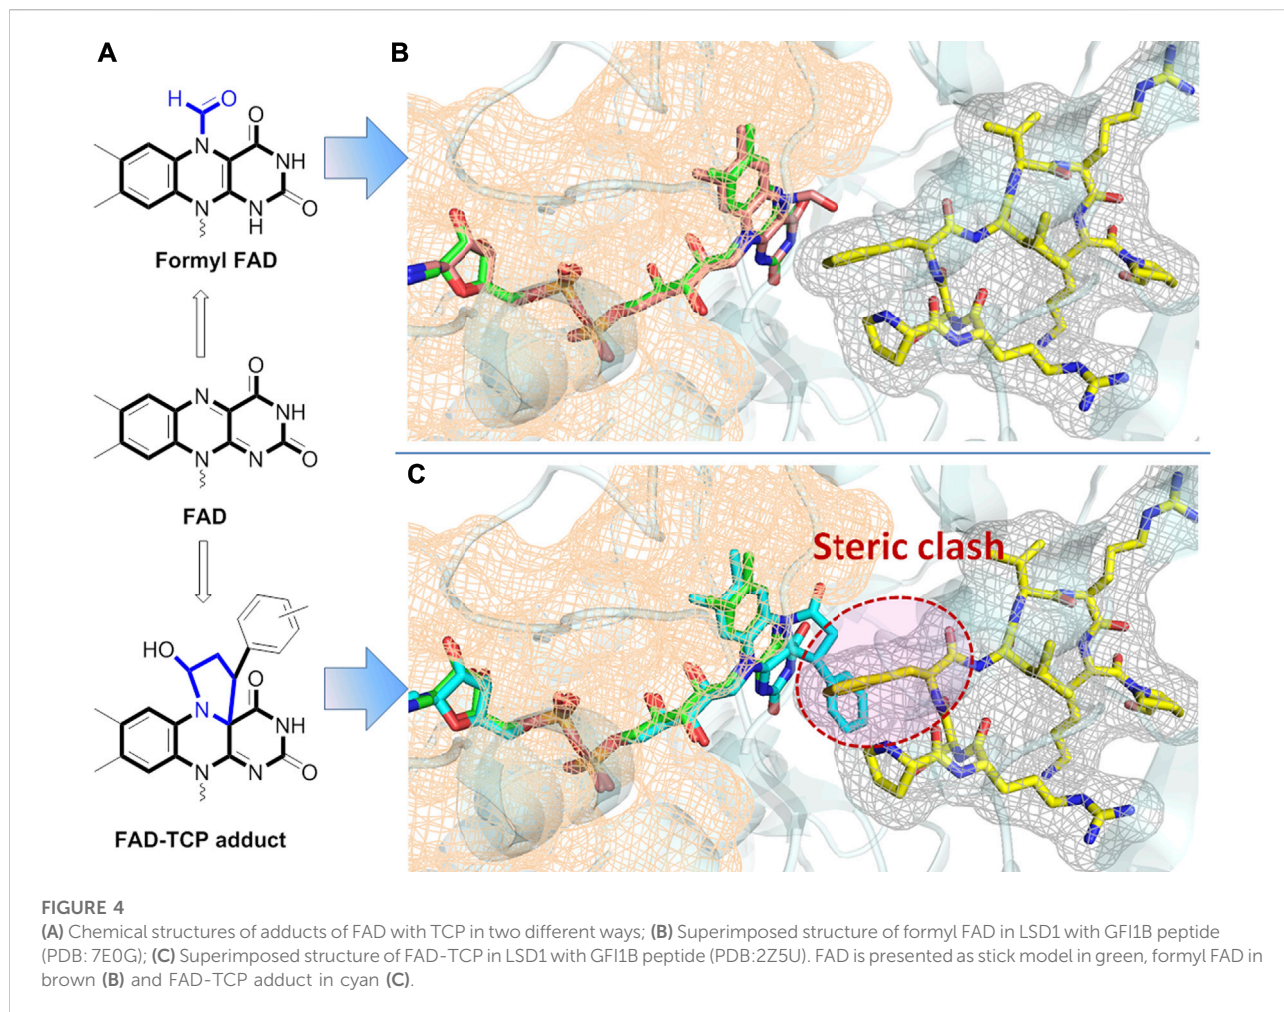 A
B
H
O
O
N
NH
N
N
H
O
Formyl FAD
O
N
NH
N
N
O
FAD
C
Steric clash
HO
O
N
NH
N
N
O
FAD-TCP adduct
FIGURE 4
(A) Chemical structures of adducts of FAD with TCP in two different ways; (B) Superimposed structure of formyl FAD in LSD1 with GFI1B peptide
(PDB: 7E0G); (C) Superimposed structure of FAD-TCP in LSD1 with GFI1B peptide (PDB:2Z5U). FAD is presented as stick model in green, formyl FAD in
brown (B) and FAD-TCP adduct in cyan (C).